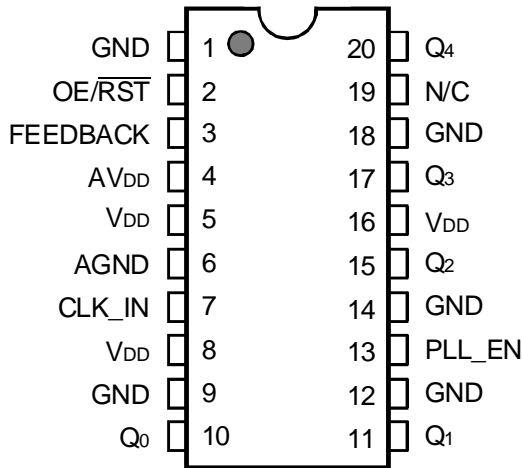 GND 1 20 Q4
OE/RST 2 19 N/C
FEEDBACK 3 18 GND
AVDD 4 17 Q3
VDD 5 16 VDD
AGND 6 15 Q2
CLK_IN 7 14 GND
VDD 8 13 PLL_EN
GND 9 12 GND
Q0 10 11 Q1